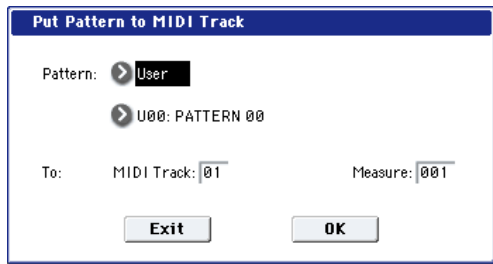 Put Pattern to MIDI Track
Pattern: User
U00: PATTERN 00
To: MIDI Track: 01 Measure: 001
Exit OK